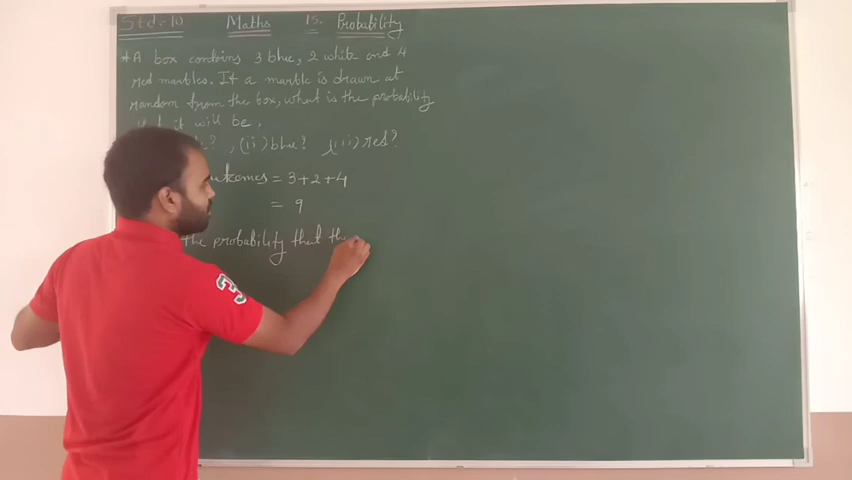 Std:-10 Maths 15. Probability
*A box contains 3 blue, 2 white and 4
red marbles. If a marble is drawn at
random from the box, what is the probability
it will be,
? , (ii) blue? (iii) red?
utkomes = 3+2+4
= 9
the probability that the
3